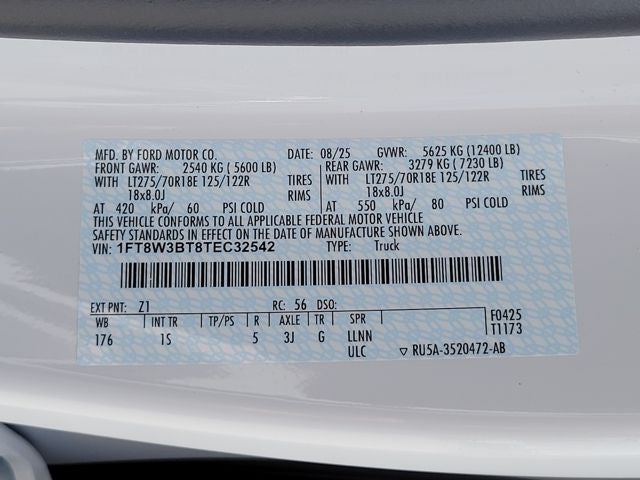 MFD. BY FORD MOTOR CO. DATE: 08/25 GVWR: 5625 KG (12400 LB)
FRONT GAWR: 2540 KG ( 5600 LB) REAR GAWR: 3279 KG ( 7230 LB)
WITH LT275/70R18E 125/122R TIRES WITH LT275/70R18E 125/122R TIRES
18x8.0J RIMS 18x8.0J RIMS
AT 420 kPa/ 60 PSI COLD AT 550 kPa/ 80 PSI COLD
THIS VEHICLE CONFORMS TO ALL APPLICABLE FEDERAL MOTOR VEHICLE
SAFETY STANDARDS IN EFFECT ON THE DATE OF MANUFACTURE SHOWN ABOVE.
VIN: 1FT8W3BT8TEC32542 TYPE: Truck
EXT PNT: Z1 RC: 56 DSO:
WB INT TR TP/PS R AXLE TR SPR F0425
176 1S 5 3J G LLNN T1173
ULC RU5A-3520472-AB